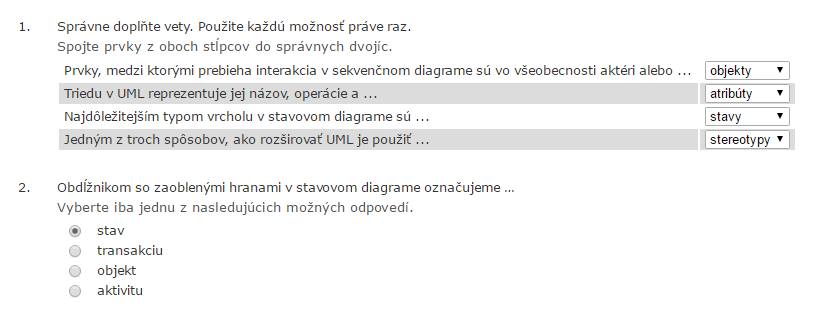 1. Správne doplňte vety. Použite každú možnosť práve raz.
Spojte prvky z oboch stĺpcov do správnych dvojíc.
Prvky, medzi ktorými prebieha interakcia v sekvenčnom diagrame sú vo všeobecnosti aktéri alebo ... objekty
Triedu v UML reprezentuje jej názov, operácie a ... atribúty
Najdôležitejším typom vrcholu v stavovom diagrame sú ... stavy
Jedným z troch spôsobov, ako rozširovať UML je použiť ... stereotypy
2. Obdĺžnikom so zaoblenými hranami v stavovom diagrame označujeme ...
Vyberte iba jednu z nasledujúcich možných odpovedí.
stav
transakciu
objekt
aktivitu